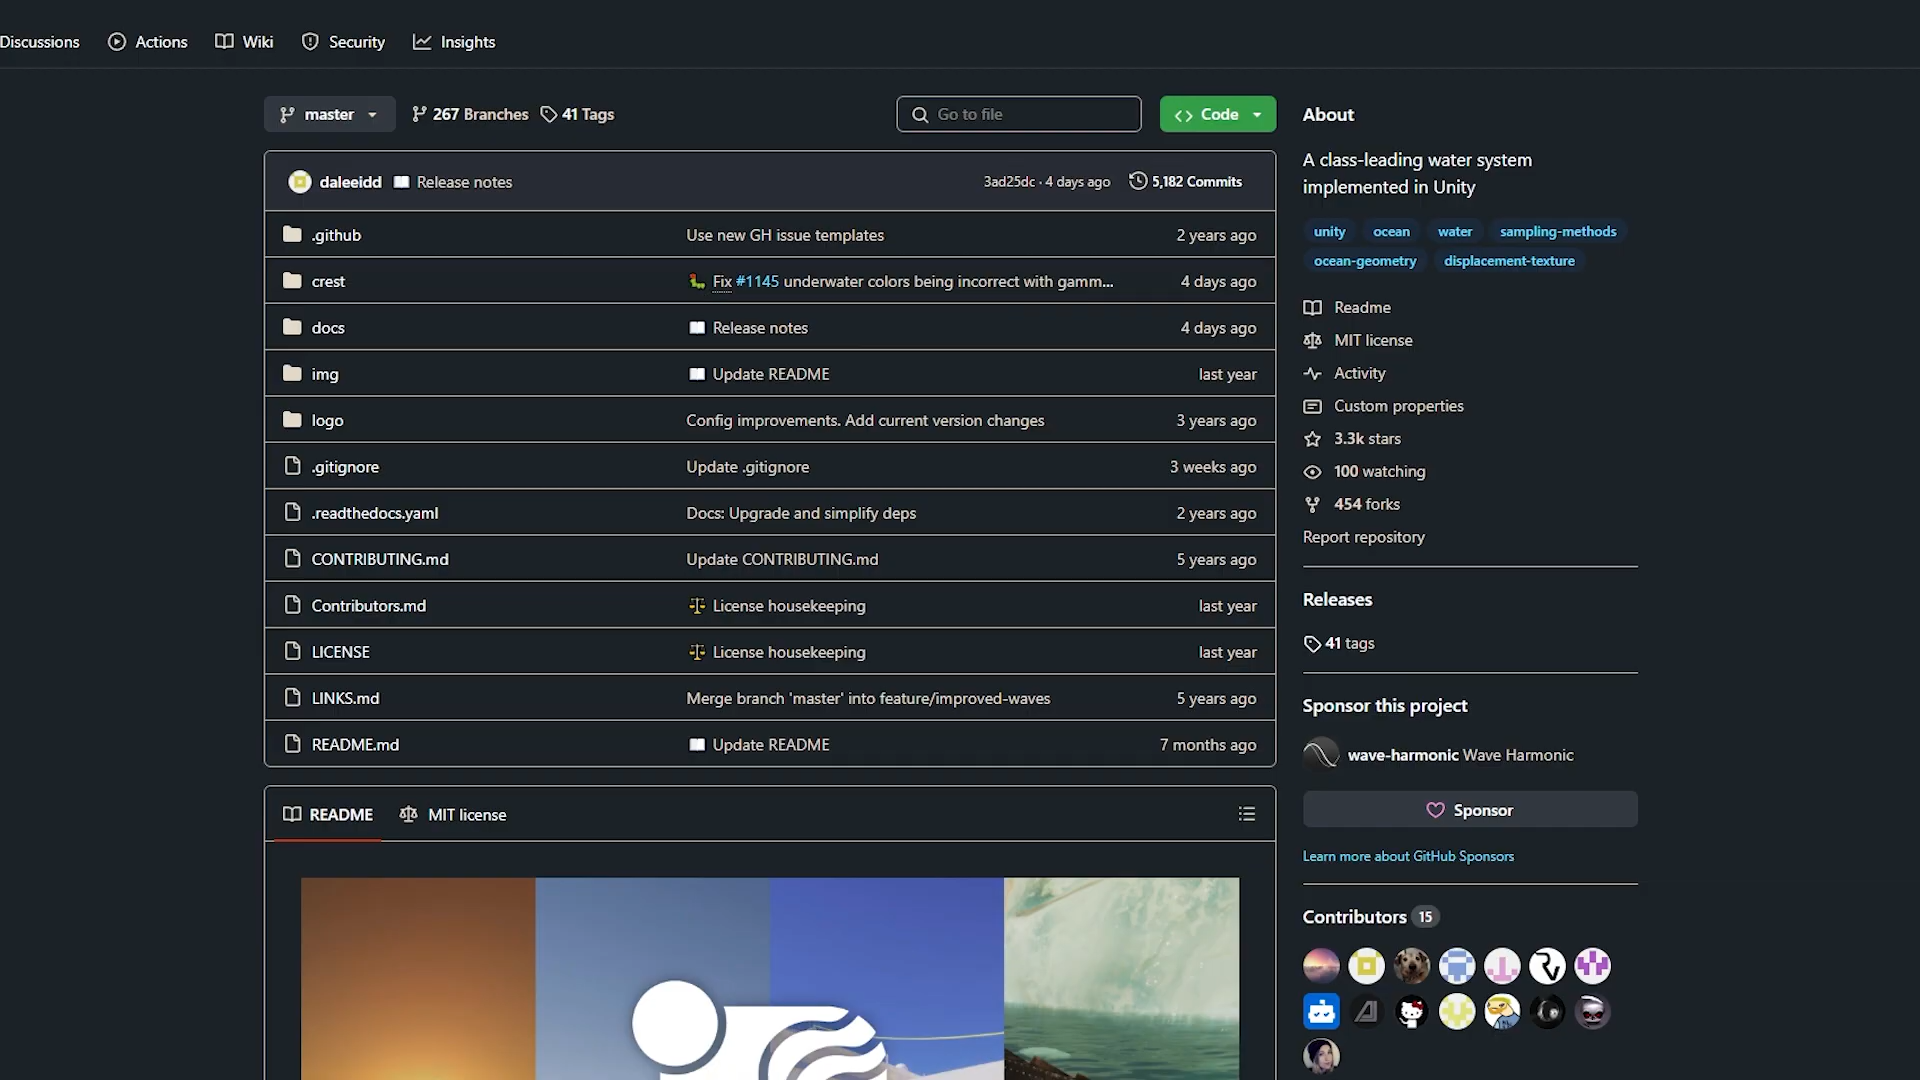 Discussions Actions Wiki Security Insights
master 267 Branches 41 Tags Go to file Code
daleeidd Release notes 3ad25dc · 4 days ago 5,182 Commits
.github Use new GH issue templates 2 years ago
crest Fix #1145 underwater colors being incorrect with gamm... 4 days ago
docs Release notes 4 days ago
img Update README last year
logo Config improvements. Add current version changes 3 years ago
.gitignore Update .gitignore 3 weeks ago
.readthedocs.yaml Docs: Upgrade and simplify deps 2 years ago
CONTRIBUTING.md Update CONTRIBUTING.md 5 years ago
Contributors.md License housekeeping last year
LICENSE License housekeeping last year
LINKS.md Merge branch 'master' into feature/improved-waves 5 years ago
README.md Update README 7 months ago
README MIT license
About
A class-leading water system
implemented in Unity
unity ocean water sampling-methods
ocean-geometry displacement-texture
Readme
MIT license
Activity
Custom properties
3.3k stars
100 watching
454 forks
Report repository
Releases
41 tags
Sponsor this project
wave-harmonic Wave Harmonic
Sponsor
Learn more about GitHub Sponsors
Contributors 15